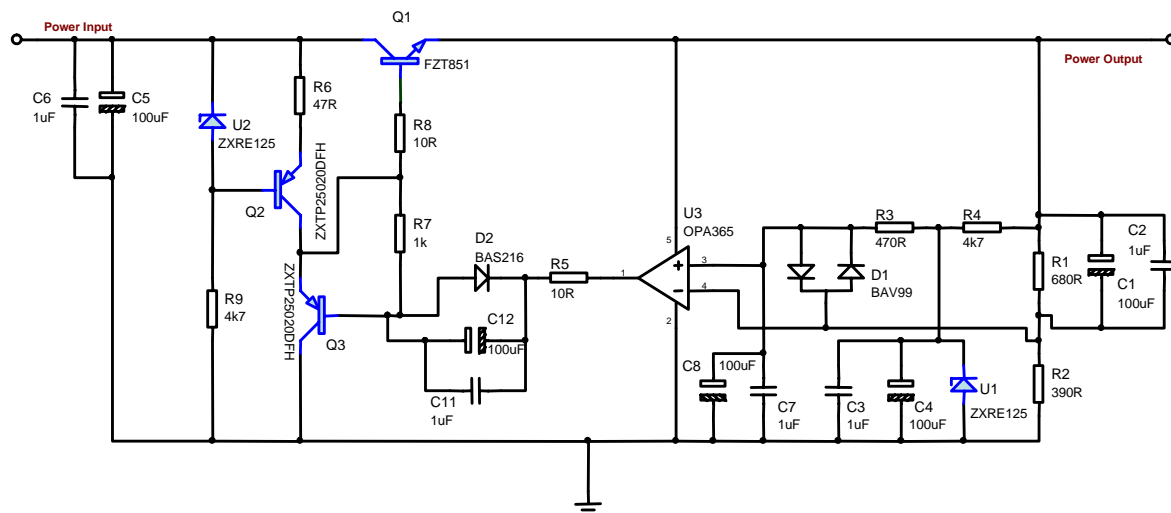 Power Input
Q1
FZT851
Power Output
C6
1uF
C5
100uF
U2
ZXRE125
R6
47R
R8
10R
Q2
ZXTP25020DFH
R7
1k
D2
BAS216
R5
10R
1
U3
OPA365
5
3
4
2
R3
470R
R4
4k7
D1
BAV99
C2
1uF
R1
680R
C1
100uF
R9
4k7
ZXTP25020DFH
Q3
C12
100uF
C11
1uF
C8
100uF
C7
1uF
C3
1uF
C4
100uF
U1
ZXRE125
R2
390R